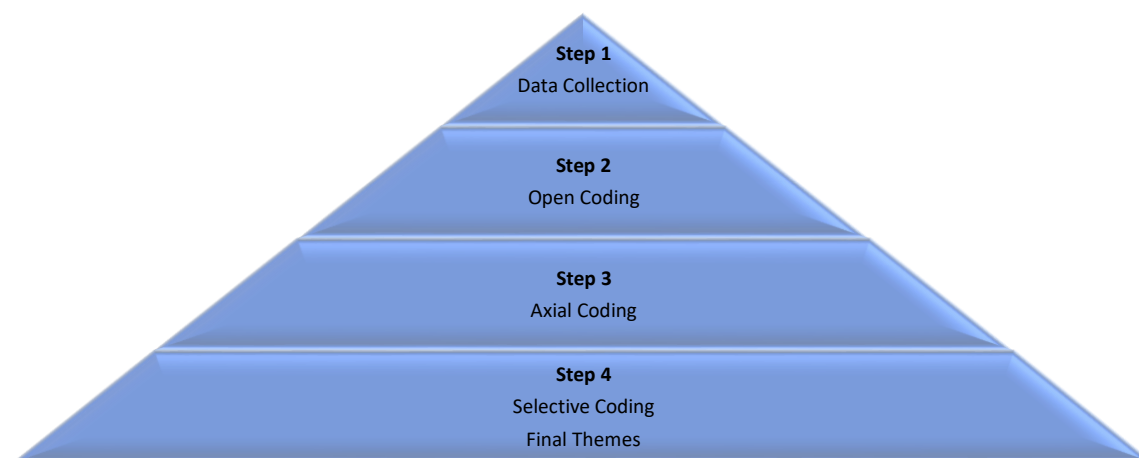 Step 1
Data Collection
Step 2
Open Coding
Step 3
Axial Coding
Step 4
Selective Coding
Final Themes